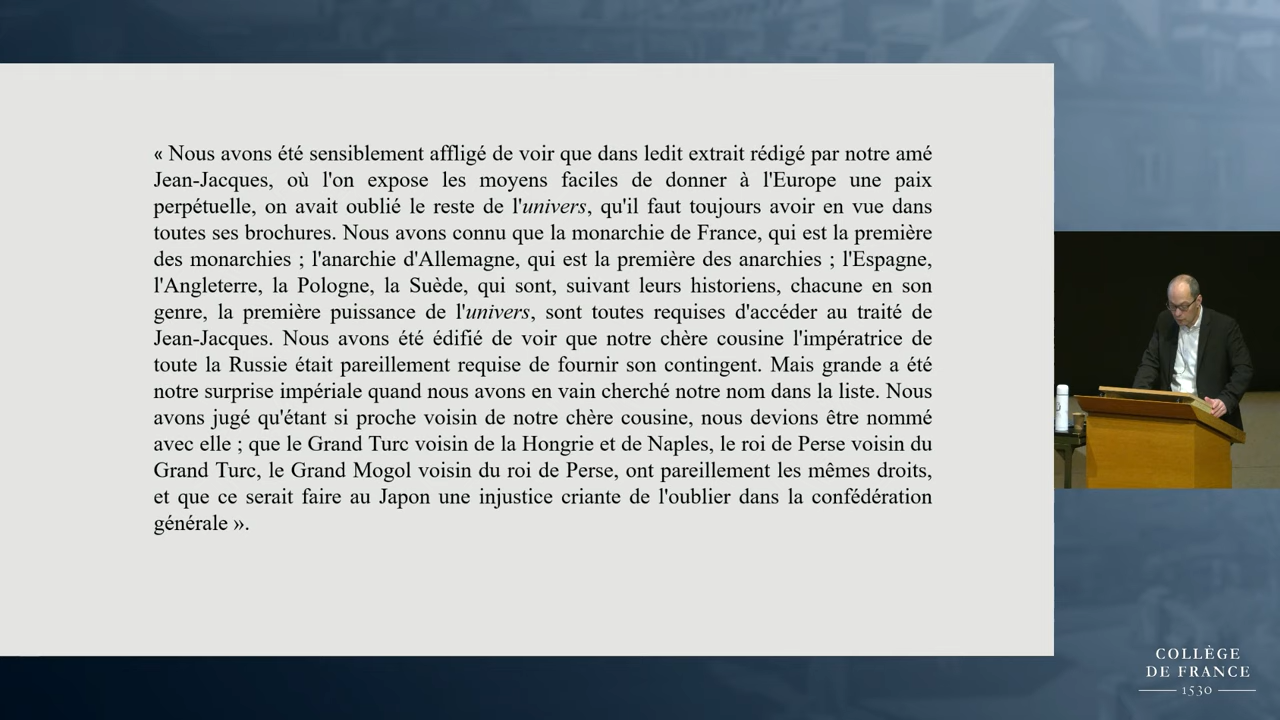 « Nous avons été sensiblement affligé de voir que dans ledit extrait rédigé par notre amé
Jean-Jacques, où l'on expose les moyens faciles de donner à l'Europe une paix
perpétuelle, on avait oublié le reste de l'univers, qu'il faut toujours avoir en vue dans
toutes ses brochures. Nous avons connu que la monarchie de France, qui est la première
des monarchies ; l'anarchie d'Allemagne, qui est la première des anarchies ; l'Espagne,
l'Angleterre, la Pologne, la Suède, qui sont, suivant leurs historiens, chacune en son
genre, la première puissance de l'univers, sont toutes requises d'accéder au traité de
Jean-Jacques. Nous avons été édifié de voir que notre chère cousine l'impératrice de
toute la Russie était pareillement requise de fournir son contingent. Mais grande a été
notre surprise impériale quand nous avons en vain cherché notre nom dans la liste. Nous
avons jugé qu'étant si proche voisin de notre chère cousine, nous devions être nommé
avec elle ; que le Grand Turc voisin de la Hongrie et de Naples, le roi de Perse voisin du
Grand Turc, le Grand Mogol voisin du roi de Perse, ont pareillement les mêmes droits,
et que ce serait faire au Japon une injustice criante de l'oublier dans la confédération
générale ».
COLLÈGE
DE FRANCE
1530